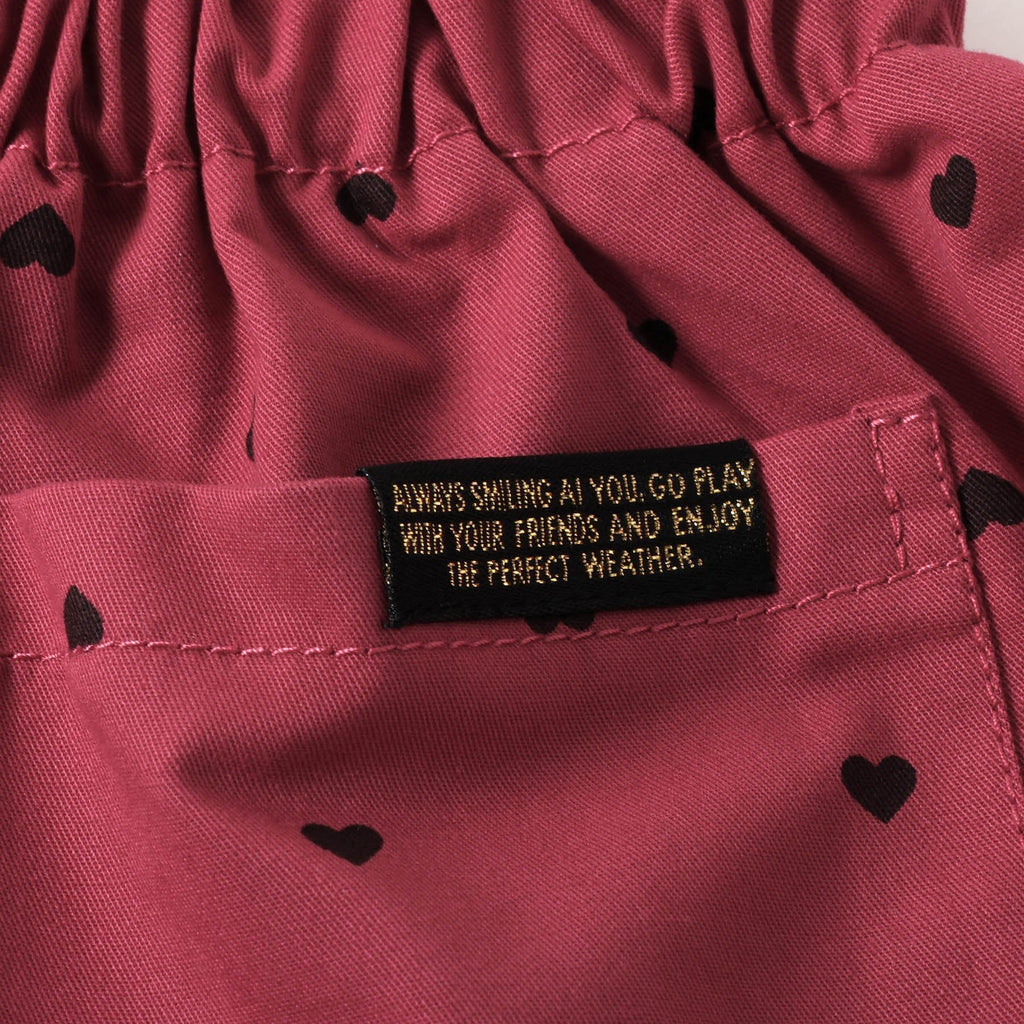 ALWAYS SMILING AT YOU. GO PLAY
WITH YOUR FRIENDS AND ENJOY
THE PERFECT WEATHER.